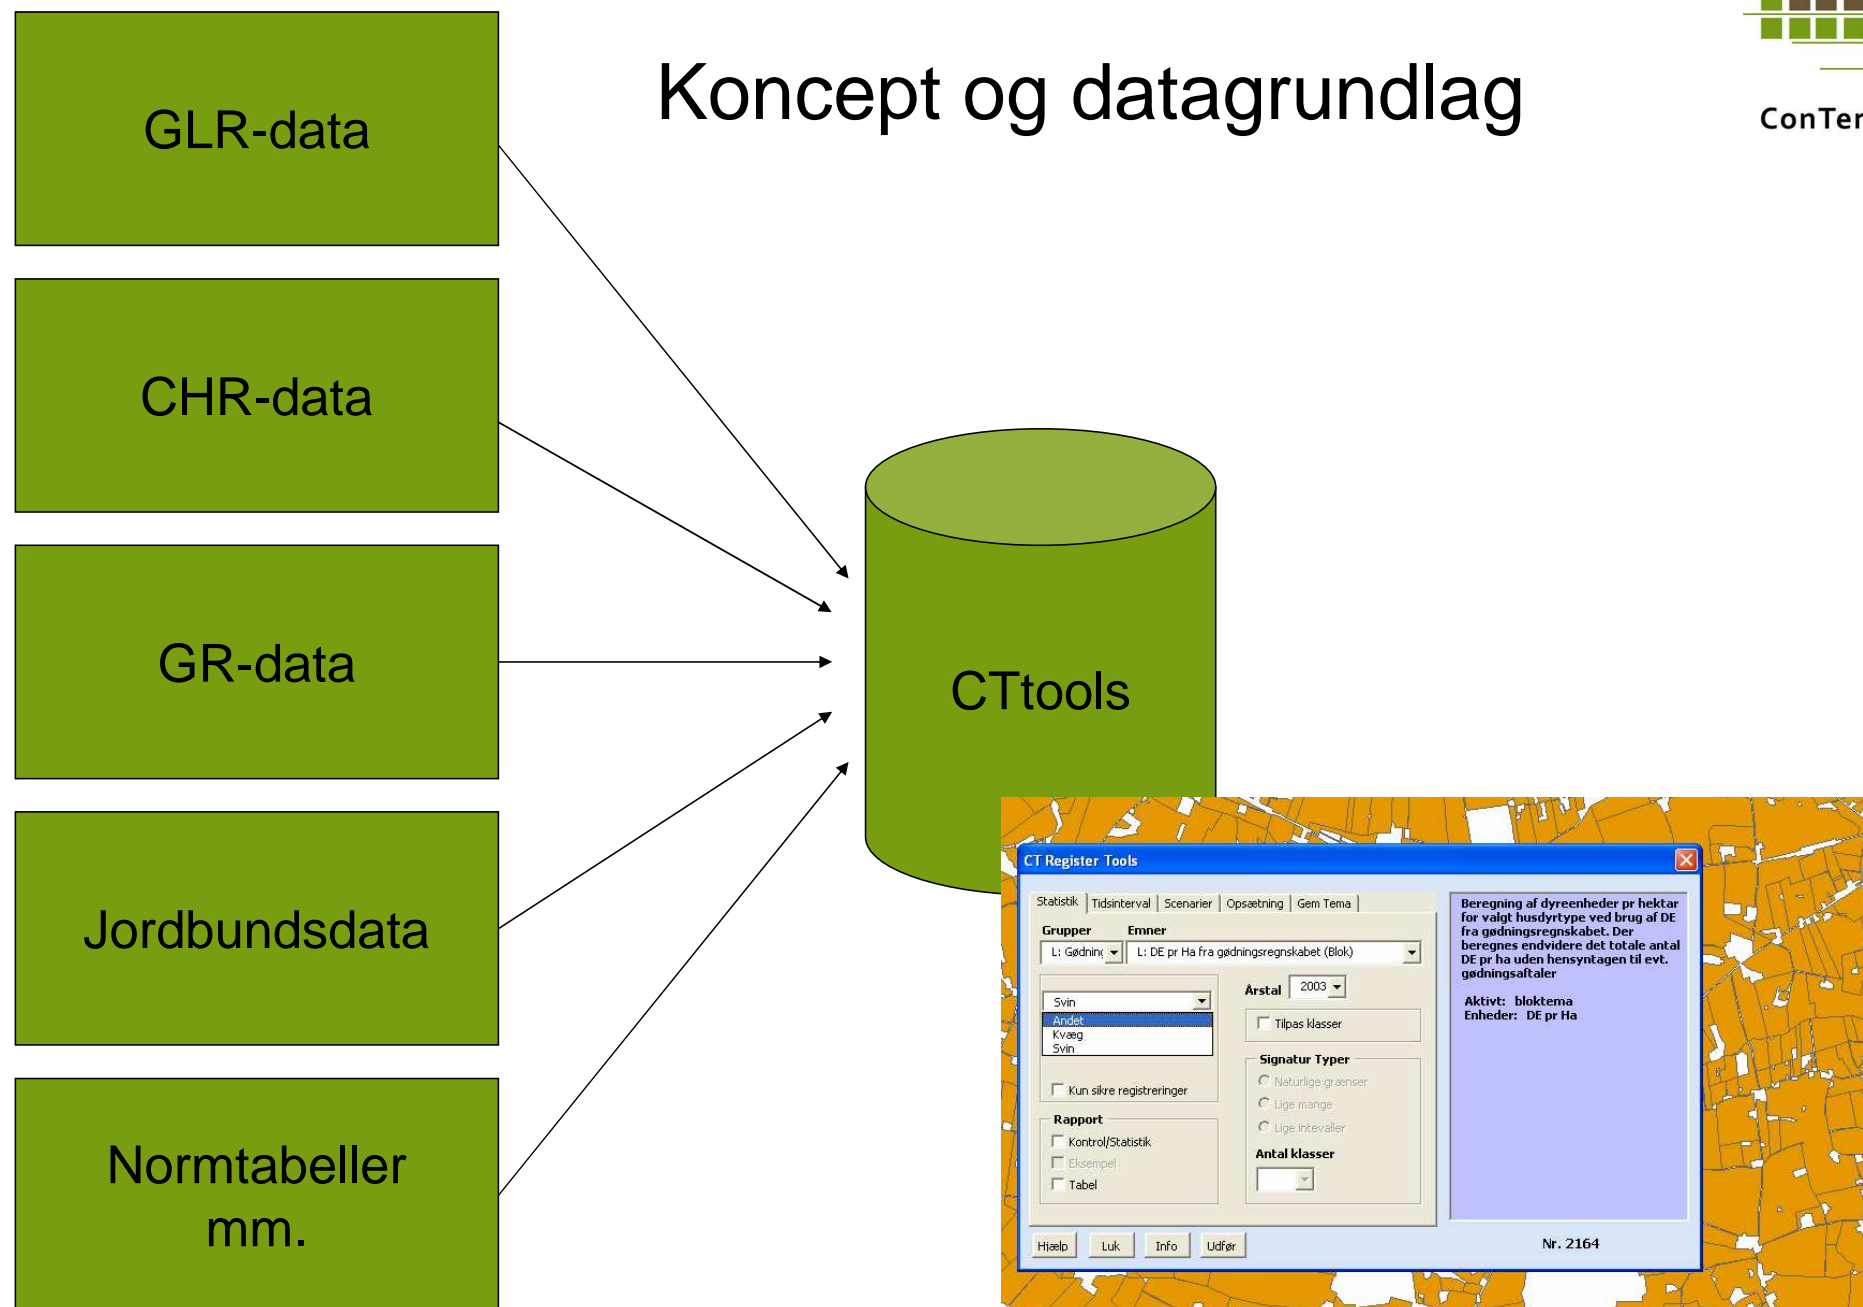 Koncept og datagrundlag
ConTer
GLR-data
CHR-data
GR-data
Jordbundsdata
Normtabeller
mm.
CTtools
CT Register Tools
Statistik Tidsinterval Scenarier Opsætning Gem Tema
Grupper Emner
L: Gødning L: DE pr Ha fra gødningsregnskabet (Blok)
Svin
Andet
Kvæg
Svin
Kun sikre registreringer
Rapport
Kontrol/Statistik
Eksempel
Tabel
Årstal 2003
Tilpas klasser
Signatur Typer
Naturlige grænser
Lige mange
Lige intevaller
Antal klasser
Beregning af dyreenheder pr hektar
for valgt husdyrtype ved brug af DE
fra gødningsregnskabet. Der
beregnes endvidere det totale antal
DE pr ha uden hensyntagen til evt.
gødningsaftaler
Aktivt: bloktema
Enheder: DE pr Ha
Hjælp Luk Info Udfør
Nr. 2164